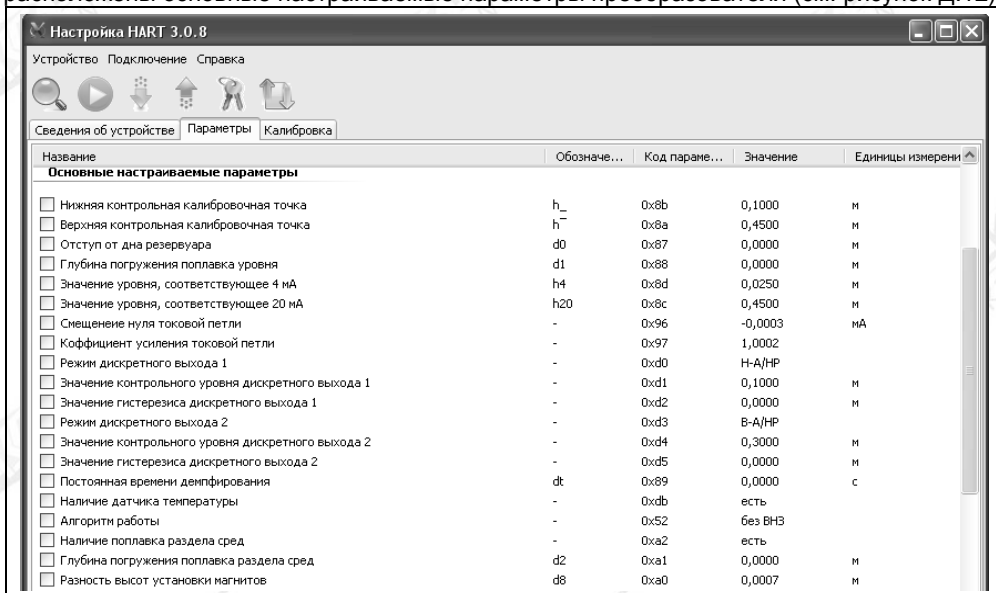 расположены основные настраиваемые параметры преобразователя (см. рисунок Д.12)
Настройка HART 3.0.8
Устройство Подключение Справка
Сведения об устройстве Параметры Калибровка
Название Обозначе... Код параме... Значение Единицы измерени
Основные настраиваемые параметры
Нижняя контрольная калибровочная точка h_ 0x8b 0,1000 м
Верхняя контрольная калибровочная точка h¯ 0x8a 0,4500 м
Отступ от дна резервуара d0 0x87 0,0000 м
Глубина погружения поплавка уровня d1 0x88 0,0000 м
Значение уровня, соответствующее 4 мА h4 0x8d 0,0250 м
Значение уровня, соответствующее 20 мА h20 0x8c 0,4500 м
Смещенеие нуля токовой петли - 0x96 -0,0003 мА
Коффициент усиления токовой петли - 0x97 1,0002
Режим дискретного выхода 1 - 0xd0 Н-А/НР
Значение контрольного уровня дискретного выхода 1 - 0xd1 0,1000 м
Значение гистерезиса дискретного выхода 1 - 0xd2 0,0000 м
Режим дискретного выхода 2 - 0xd3 В-А/НР
Значение контрольного уровня дискретного выхода 2 - 0xd4 0,3000 м
Значение гистерезиса дискретного выхода 2 - 0xd5 0,0000 м
Постоянная времени демпфирования dt 0x89 0,0000 с
Наличие датчика температуры - 0xdb есть
Алгоритм работы - 0x52 без ВНЗ
Наличие поплавка раздела сред - 0xa2 есть
Глубина погружения поплавка раздела сред d2 0xa1 0,0000 м
Разность высот установки магнитов d8 0xa0 0,0007 м